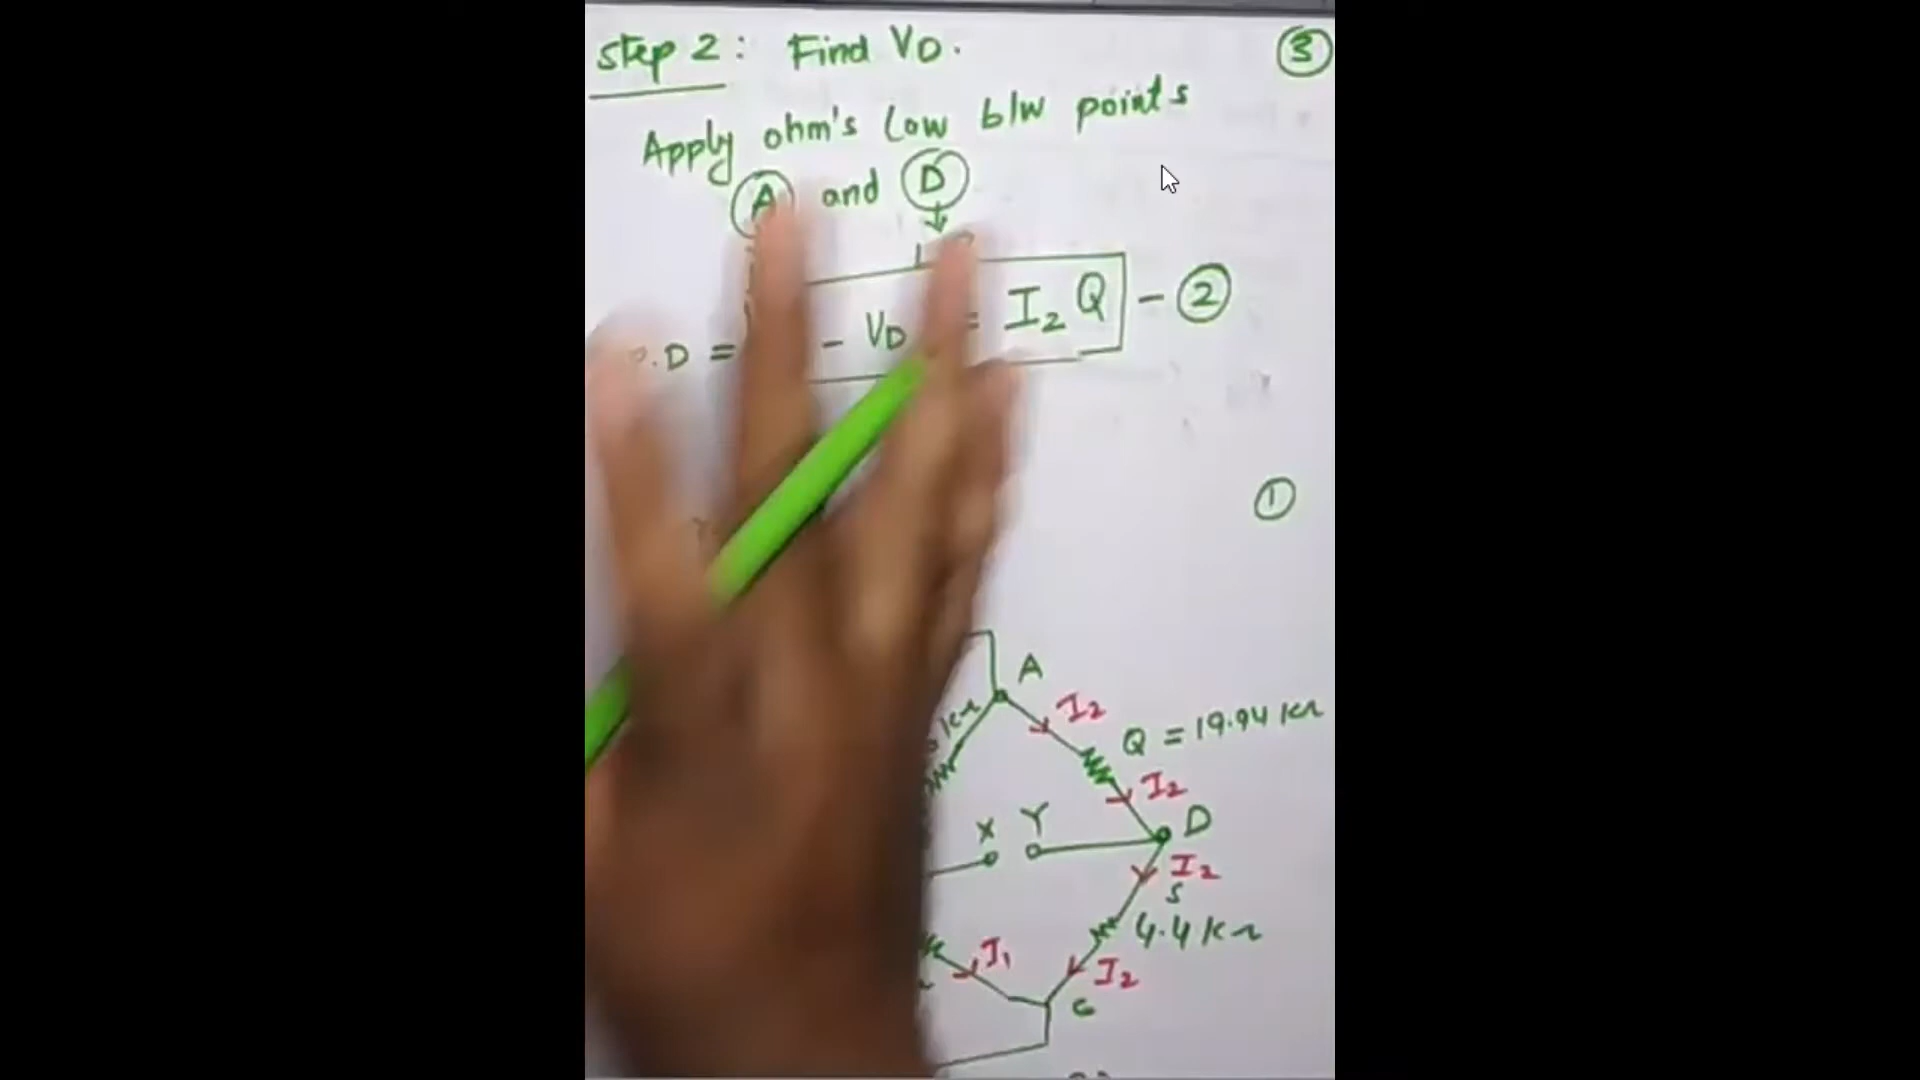 Step 2: Find VD.
③
Apply ohm's Law b/w points
A and D
.D = - VD = I2 Q - ②
①
A
I2
Q = 19.94 KΩ
I2
X Y D
I2
S
4.4 KΩ
I1 I2
C